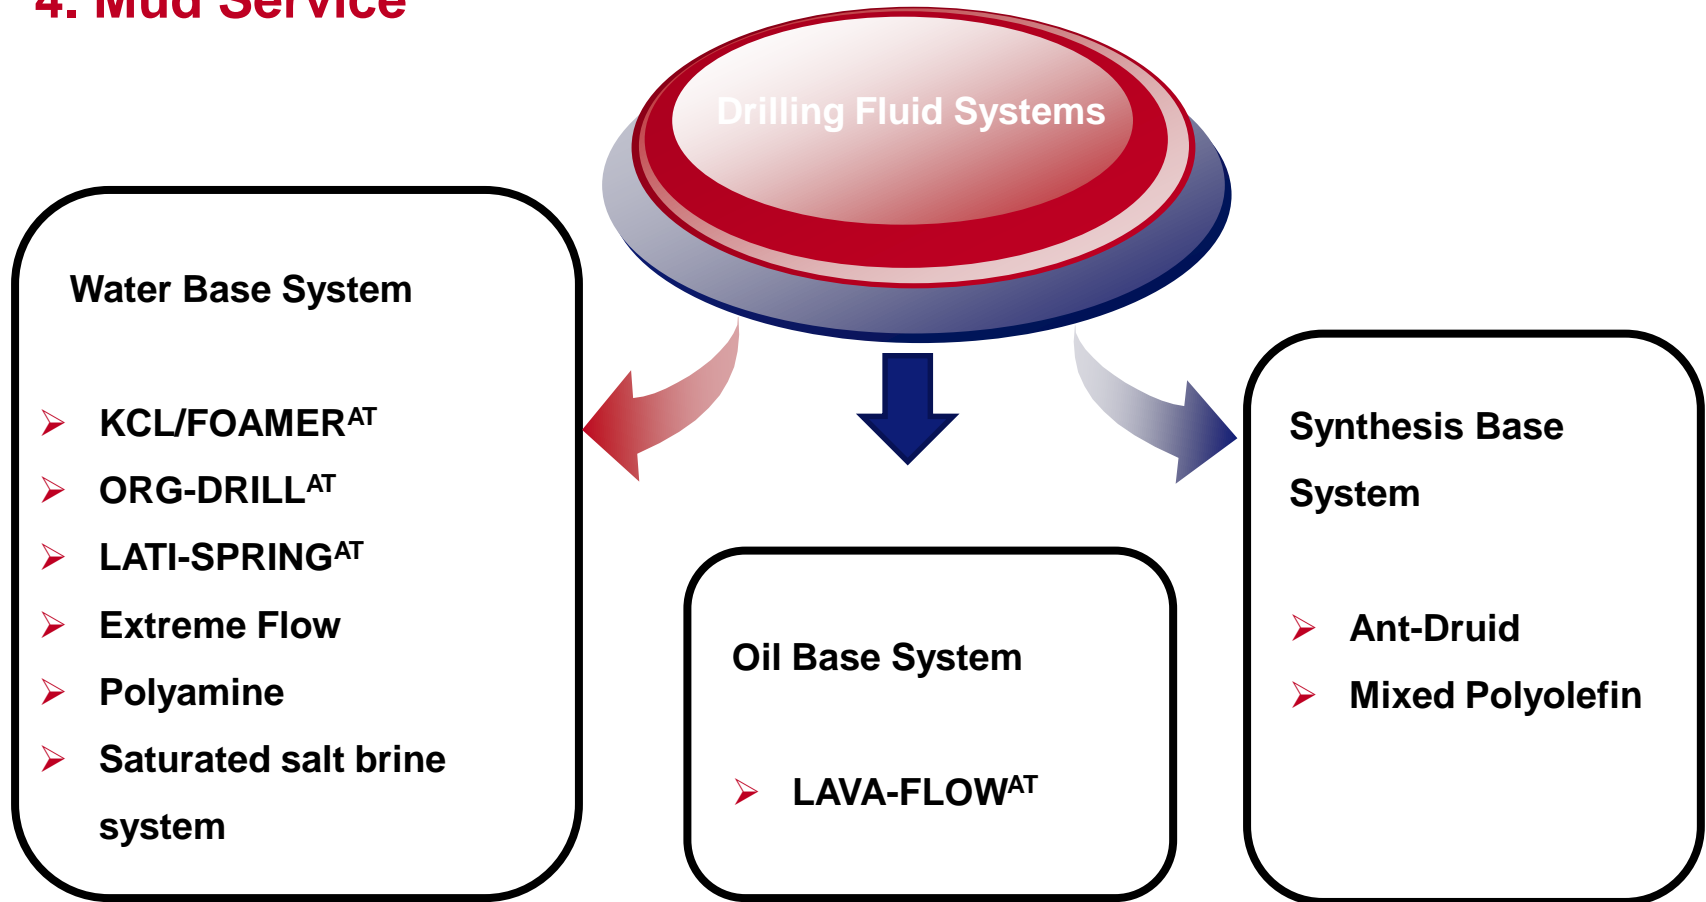 4. Mud Service
Drilling Fluid Systems
Water Base System
➢ KCL/FOAMERAT
➢ ORG-DRILLAT
➢ LATI-SPRINGAT
➢ Extreme Flow
➢ Polyamine
➢ Saturated salt brine
system
Oil Base System
➢ LAVA-FLOWAT
Synthesis Base
System
➢ Ant-Druid
➢ Mixed Polyolefin